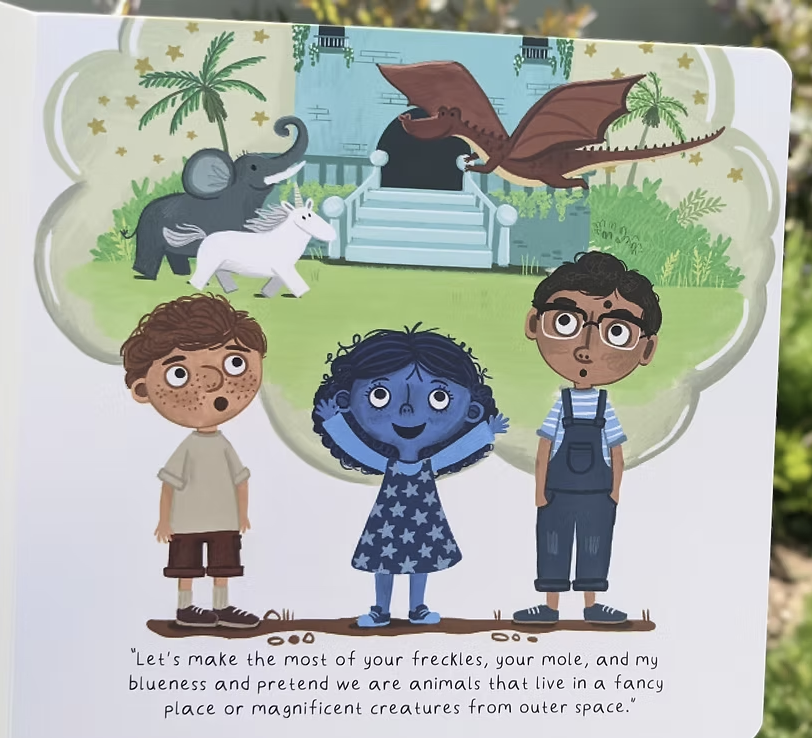 "Let's make the most of your freckles, your mole, and my
blueness and pretend we are animals that live in a fancy
place or magnificent creatures from outer space."